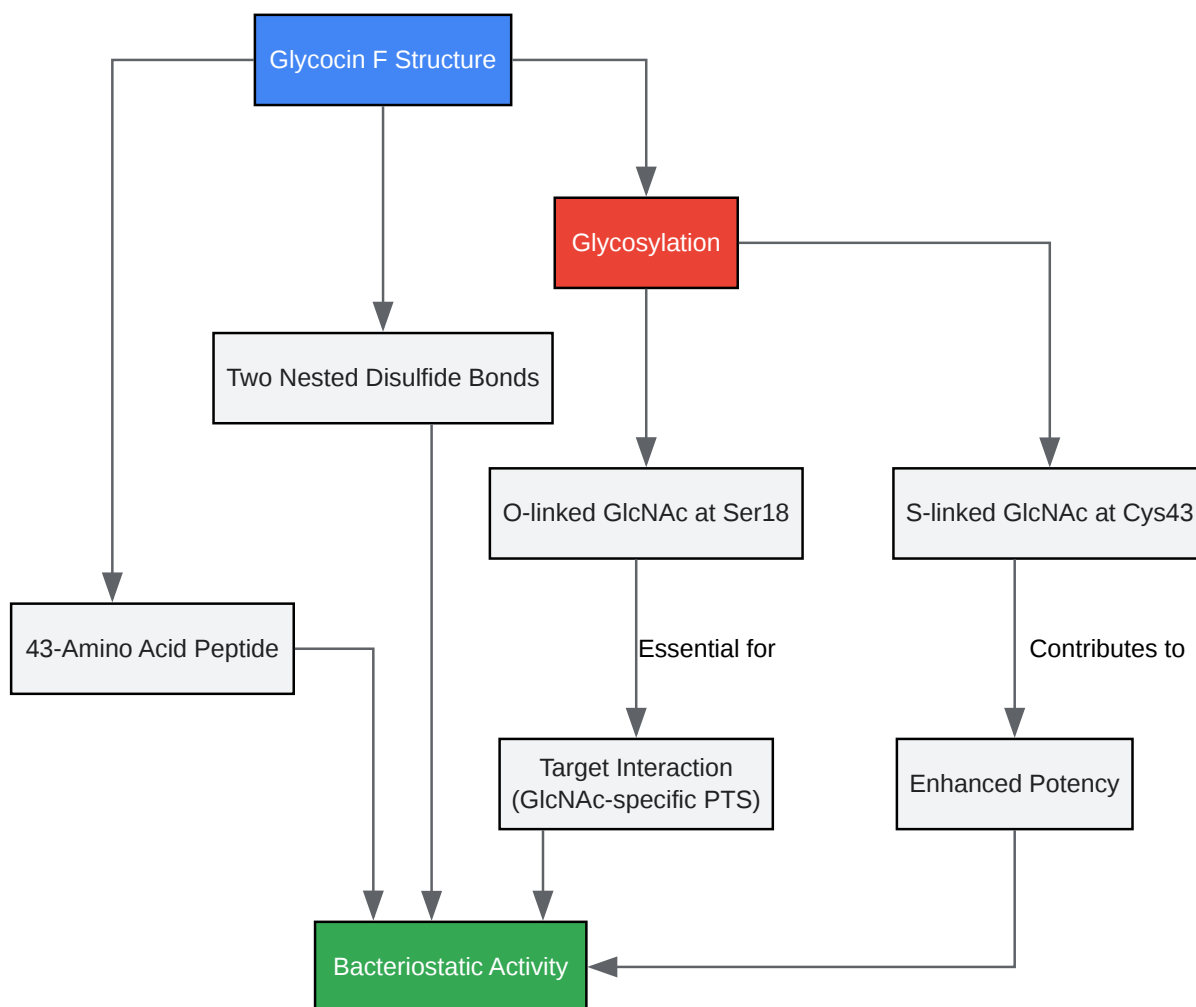 Glycocin F Structure
Glycosylation
Two Nested Disulfide Bonds
O-linked GlcNAc at Ser18
S-linked GlcNAc at Cys43
43-Amino Acid Peptide
Essential for
Contributes to
Target Interaction
(GlcNAc-specific PTS)
Enhanced Potency
Bacteriostatic Activity